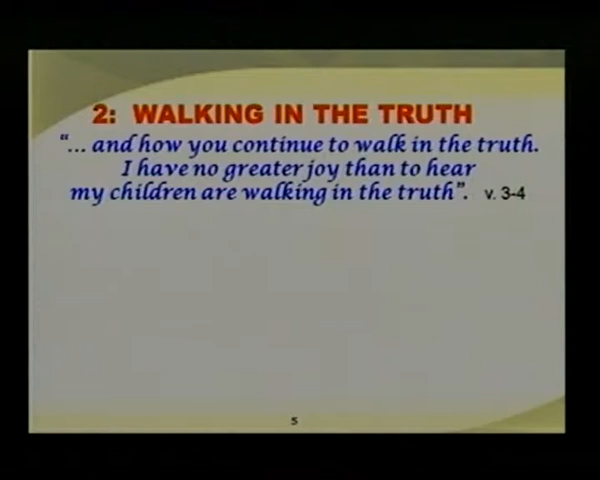 2: WALKING IN THE TRUTH
"... and how you continue to walk in the truth.
I have no greater joy than to hear
my children are walking in the truth". v. 3-4
5